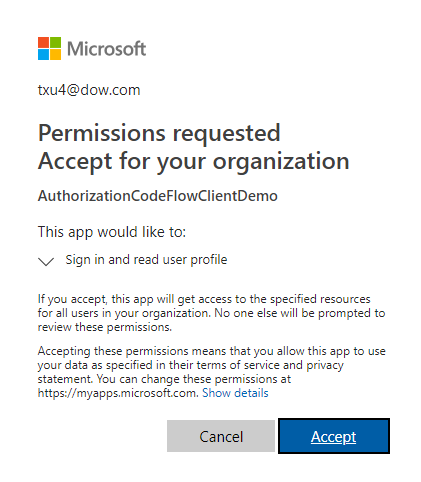 Microsoft
txu4@dow.com
Permissions requested
Accept for your organization
AuthorizationCodeFlowClientDemo
This app would like to:
Sign in and read user profile
If you accept, this app will get access to the specified resources
for all users in your organization. No one else will be prompted to
review these permissions.
Accepting these permissions means that you allow this app to use
your data as specified in their terms of service and privacy
statement. You can change these permissions at
https://myapps.microsoft.com. Show details
Cancel Accept